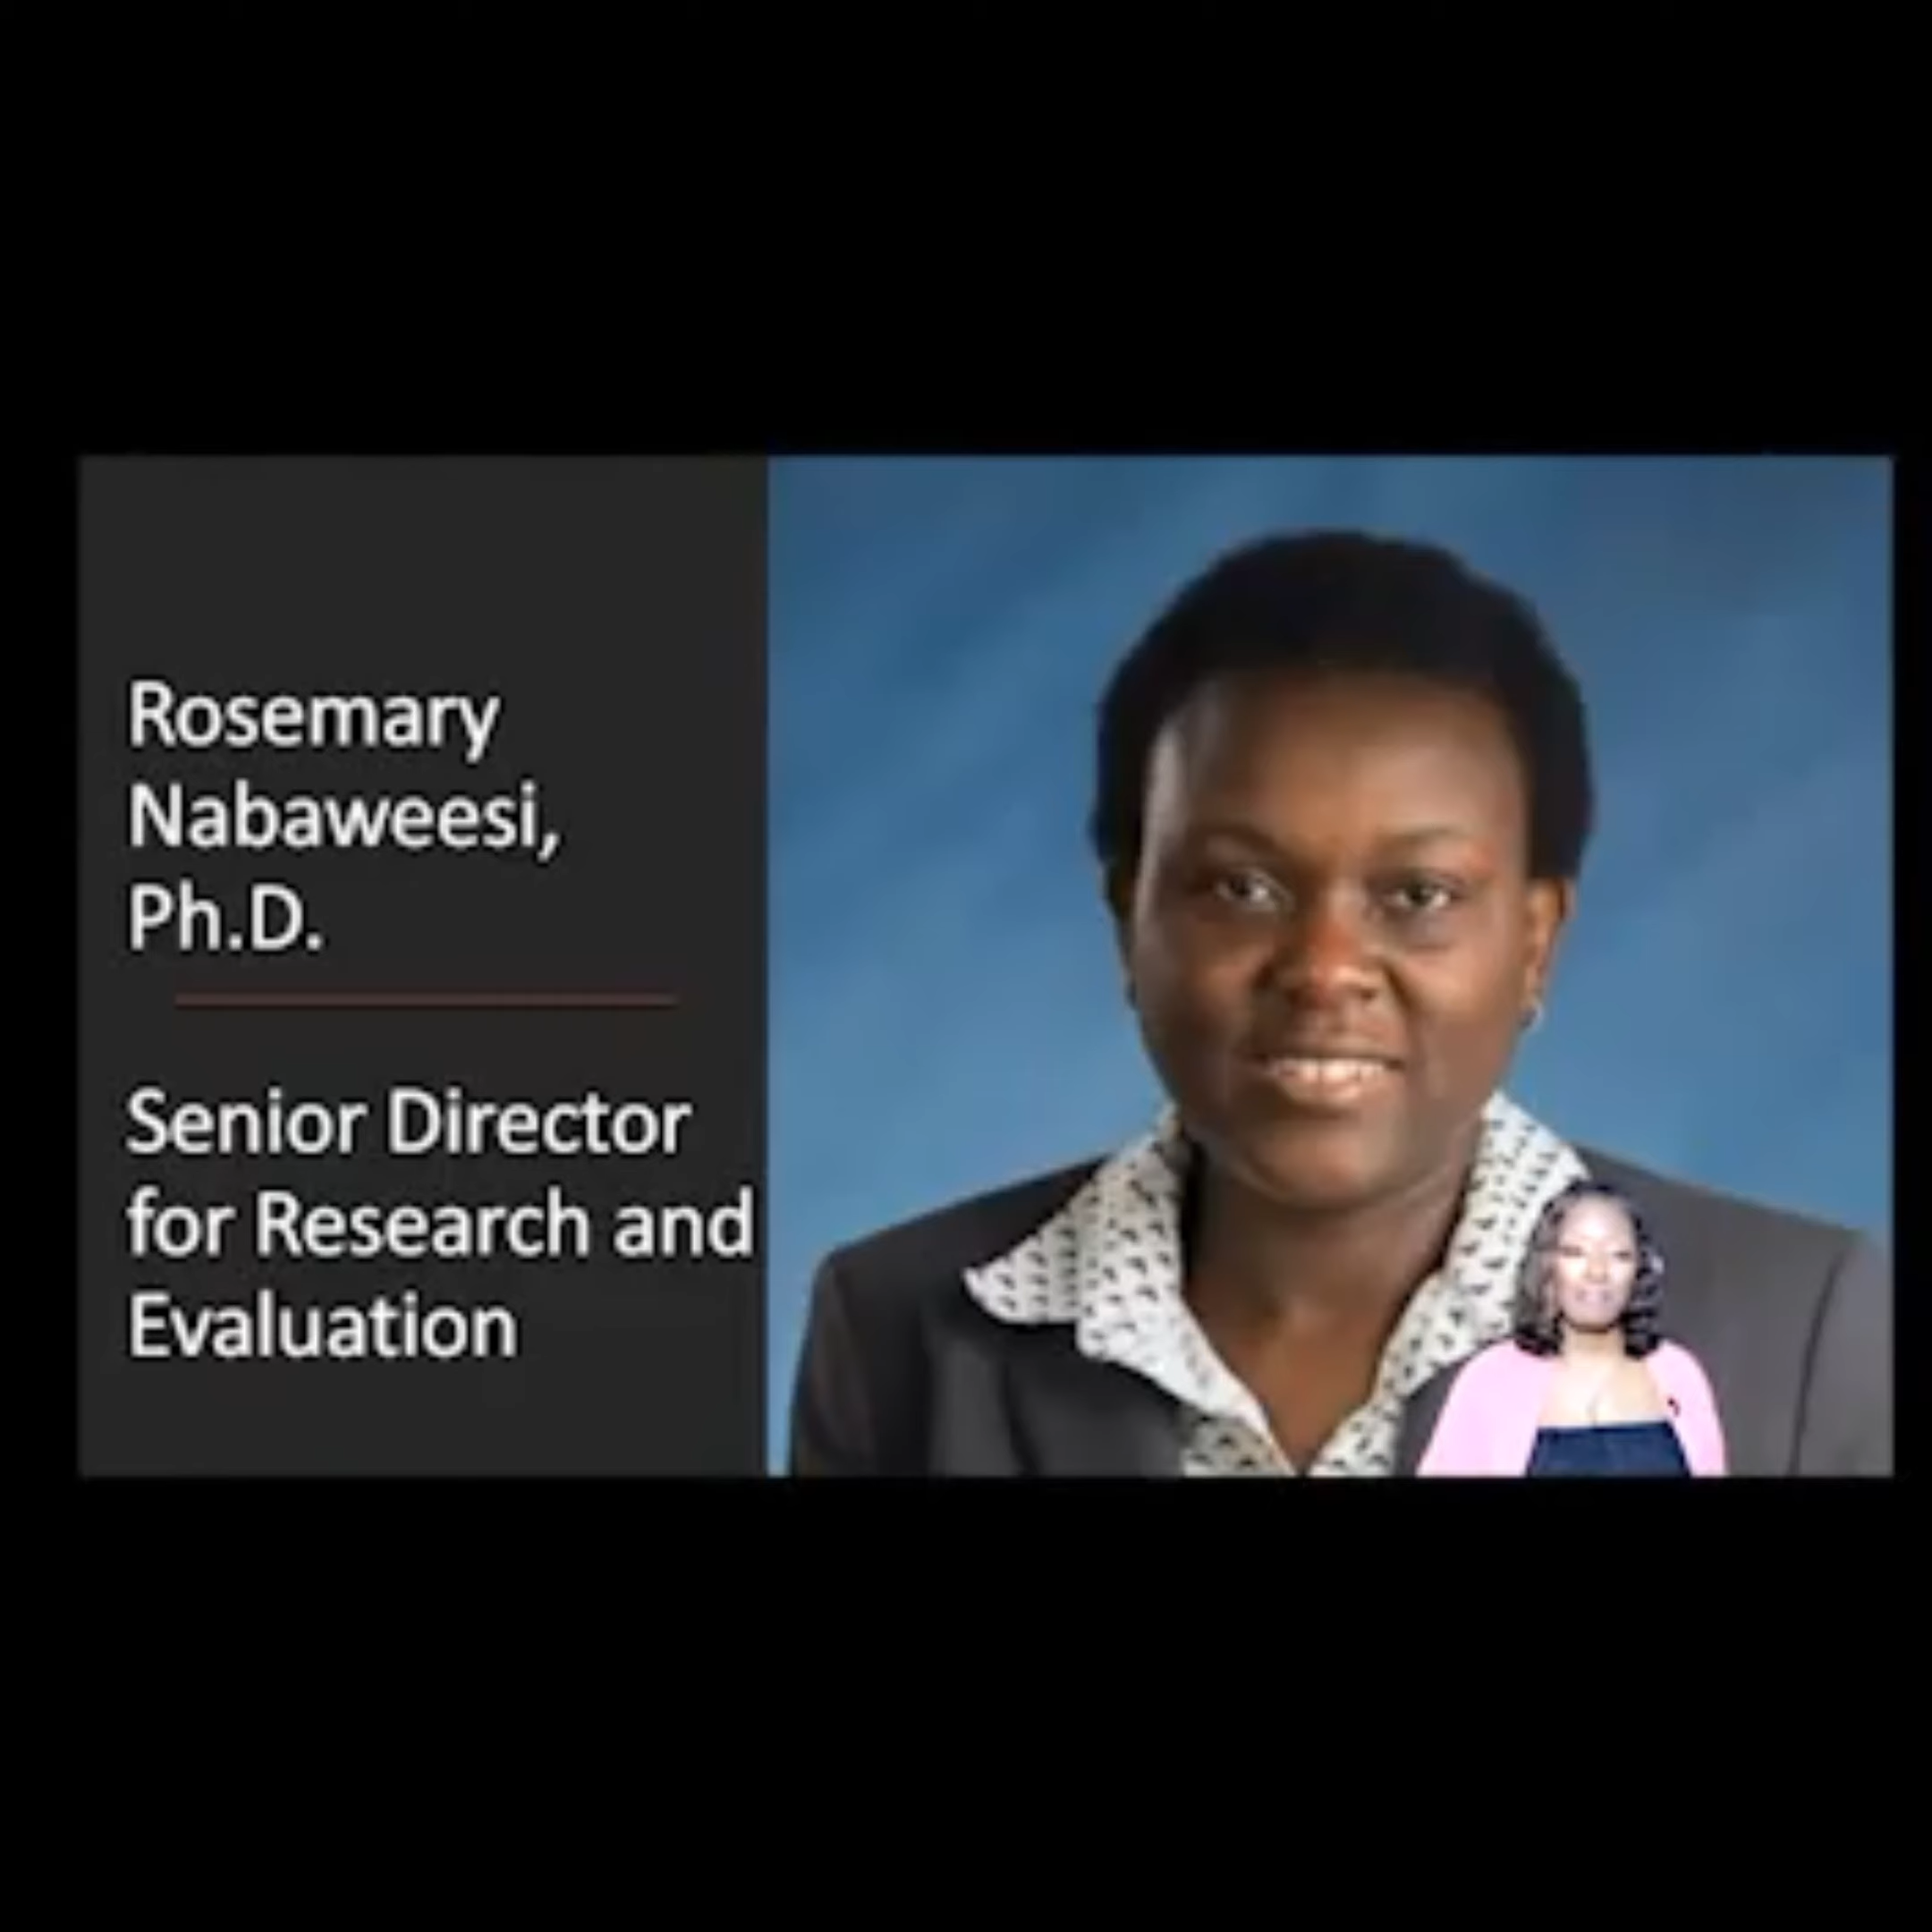 Rosemary
Nabaweesi,
Ph.D.
Senior Director
for Research and
Evaluation